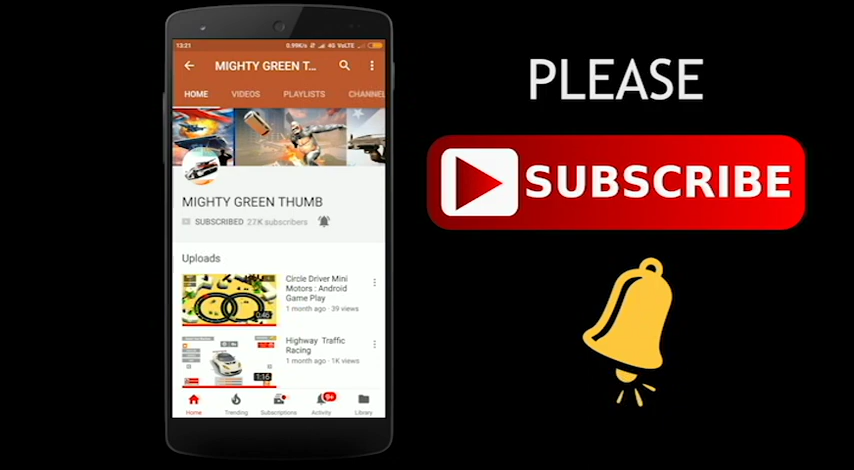 13:21 0.99K/s 4G VoLTE
MIGHTY GREEN T...
HOME VIDEOS PLAYLISTS CHANNEL
MIGHTY GREEN THUMB
SUBSCRIBED 27K subscribers
Uploads
Circle Driver Mini
Motors : Android
Game Play
1 month ago · 39 views
0:46
Highway Traffic
Racing
1 month ago · 1K views
1:16
Home Trending Subscriptions Activity Library
9+
PLEASE
SUBSCRIBE